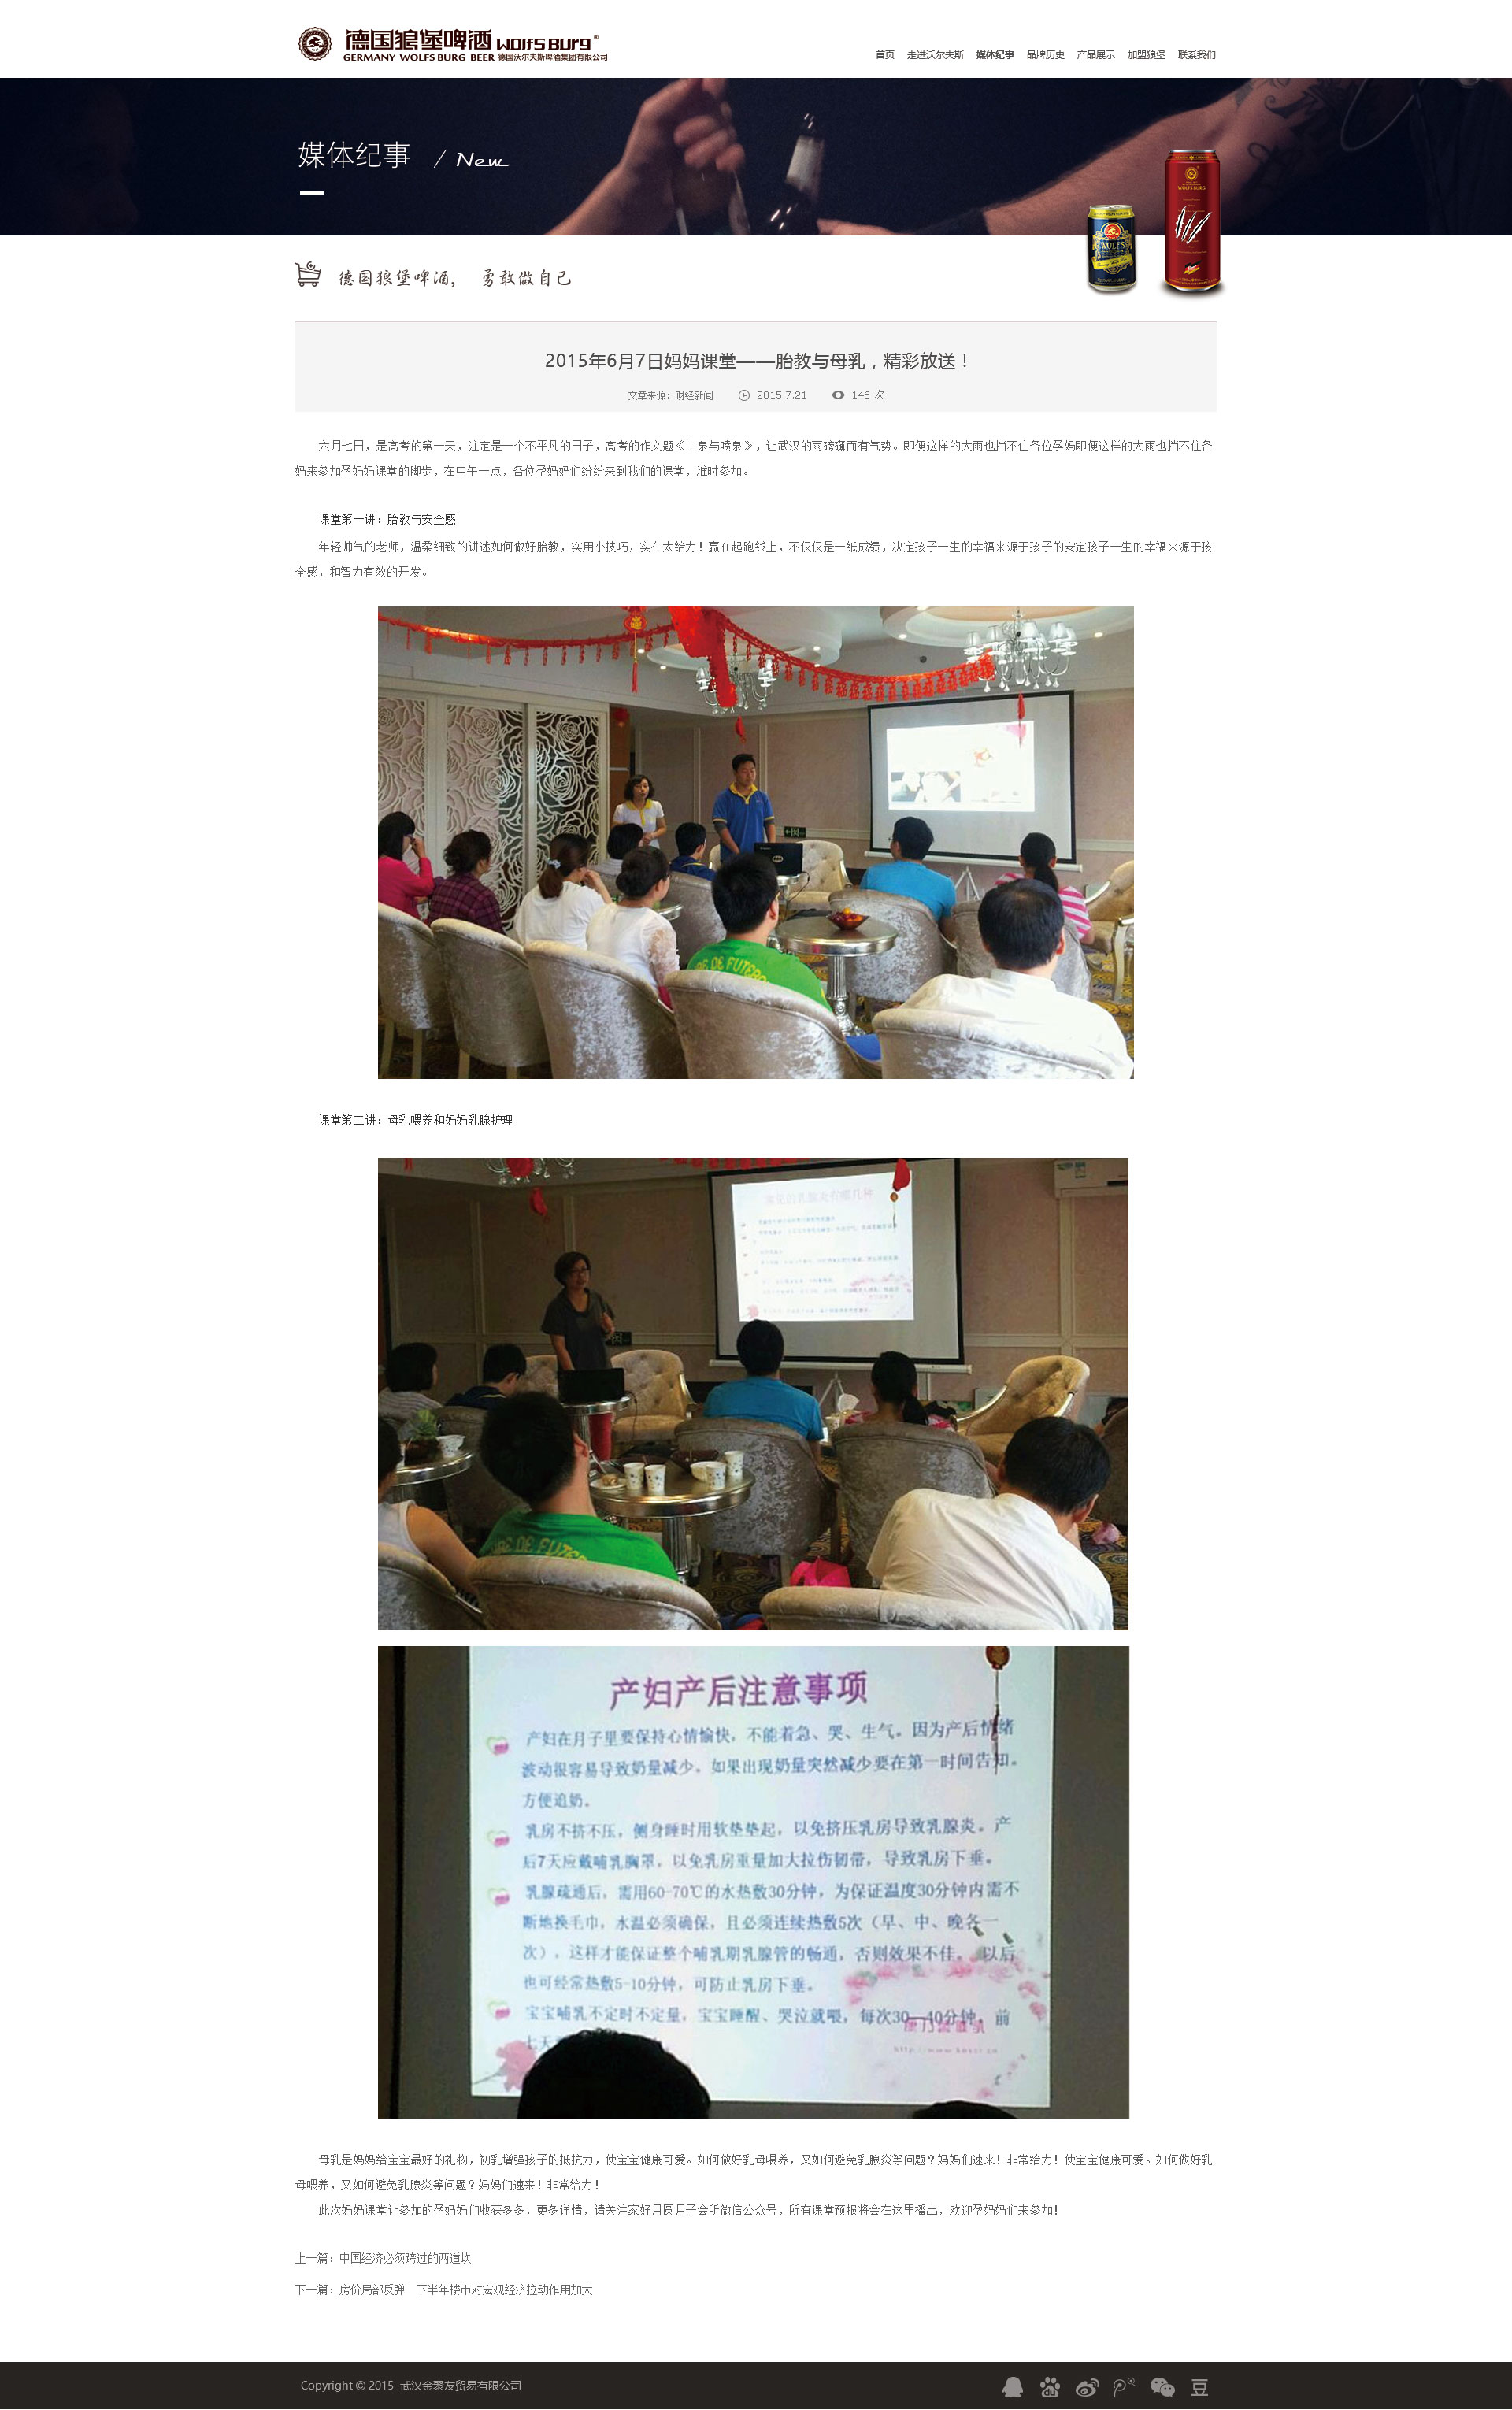 德国狼堡啤酒 Wolfs Burg®
GERMANY WOLFS BURG BEER 德国沃尔夫斯啤酒集团有限公司
首页 走进沃尔夫斯 媒体纪事 品牌历史 产品展示 加盟狼堡 联系我们
媒体纪事 / New
WOLFS BURG
WOLFS
德国狼堡啤酒, 勇敢做自己
2015年6月7日妈妈课堂——胎教与母乳，精彩放送！
文章来源：财经新闻 2015.7.21 146 次
六月七日，是高考的第一天，注定是一个不平凡的日子，高考的作文题《山泉与喷泉》，让武汉的雨磅礴而有气势。即便这样的大雨也挡不住各位孕妈即便这样的大雨也挡不住各
妈来参加孕妈妈课堂的脚步，在中午一点，各位孕妈妈们纷纷来到我们的课堂，准时参加。
课堂第一讲：胎教与安全感
年轻帅气的老师，温柔细致的讲述如何做好胎教，实用小技巧，实在太给力！赢在起跑线上，不仅仅是一纸成绩，决定孩子一生的幸福来源于孩子的安定孩子一生的幸福来源于孩
全感，和智力有效的开发。
DE FUTEBO
课堂第二讲：母乳喂养和妈妈乳腺护理
DE FUTEB
产妇产后注意事项
产妇在月子里要保持心情愉快，不能着急、哭、生气。因为产后情绪
波动很容易导致奶量减少。如果出现奶量突然减少要在第一时间告知。
方便追奶。
乳房不挤不压，侧身睡时用软垫垫起，以免挤压乳房导致乳腺炎。产
后7天应戴哺乳胸罩，以免乳房重量加大拉伤韧带，导致乳房下垂。
乳腺疏通后，需用60-70℃的水热敷30分钟，为保证温度30分钟内需不
断地换毛巾，水温必须确保，且必须连续热敷5次（早、中、晚各一
次），这样才能保证整个哺乳期乳腺管的畅通，否则效果不佳。以后
也可经常热敷5-10分钟，可防止乳房下垂。
宝宝哺乳不定时不定量，宝宝睡醒、哭泣就喂，每次30—40分钟。前
七天
母乳是妈妈给宝宝最好的礼物，初乳增强孩子的抵抗力，使宝宝健康可爱。如何做好乳母喂养，又如何避免乳腺炎等问题？妈妈们速来！非常给力！使宝宝健康可爱。如何做好乳
母喂养，又如何避免乳腺炎等问题？妈妈们速来！非常给力！
此次妈妈课堂让参加的孕妈妈们收获多多，更多详情，请关注家好月圆月子会所微信公众号，所有课堂预报将会在这里播出，欢迎孕妈妈们来参加！
上一篇：中国经济必须跨过的两道坎
下一篇：房价局部反弹 下半年楼市对宏观经济拉动作用加大
Copyright © 2015 武汉金聚友贸易有限公司
du
豆